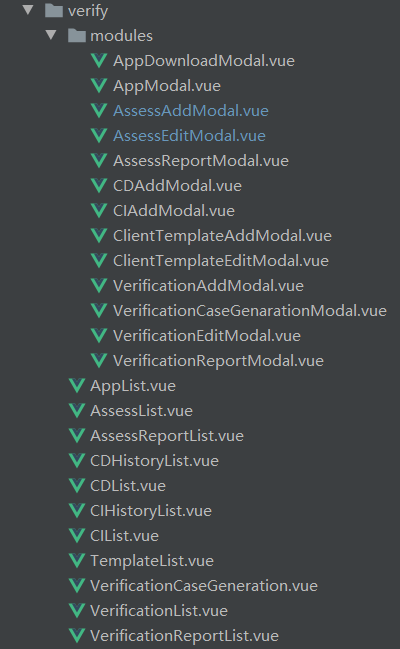 verify
modules
AppDownloadModal.vue
AppModal.vue
AssessAddModal.vue
AssessEditModal.vue
AssessReportModal.vue
CDAddModal.vue
CIAddModal.vue
ClientTemplateAddModal.vue
ClientTemplateEditModal.vue
VerificationAddModal.vue
VerificationCaseGenarationModal.vue
VerificationEditModal.vue
VerificationReportModal.vue
AppList.vue
AssessList.vue
AssessReportList.vue
CDHistoryList.vue
CDList.vue
CIHistoryList.vue
CIList.vue
TemplateList.vue
VerificationCaseGeneration.vue
VerificationList.vue
VerificationReportList.vue